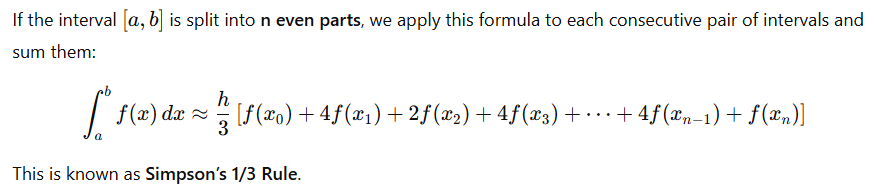 If the interval [a, b] is split into n even parts, we apply this formula to each consecutive pair of intervals and
sum them:
∫ₐᵇ f(x) dx ≈ h/3 [f(x₀) + 4f(x₁) + 2f(x₂) + 4f(x₃) + ⋯ + 4f(xₙ₋₁) + f(xₙ)]
This is known as Simpson's 1/3 Rule.